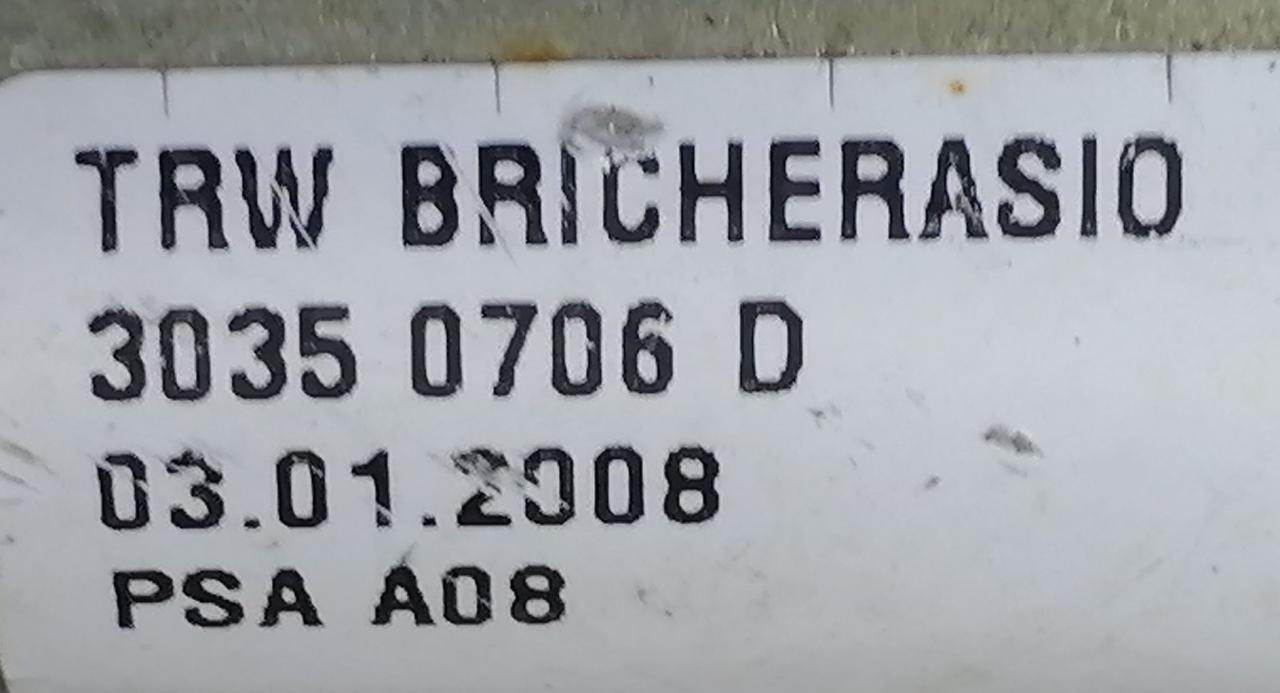 TRW BRICHERASIO
3035 0706 D
03.01.2008
PSA A08